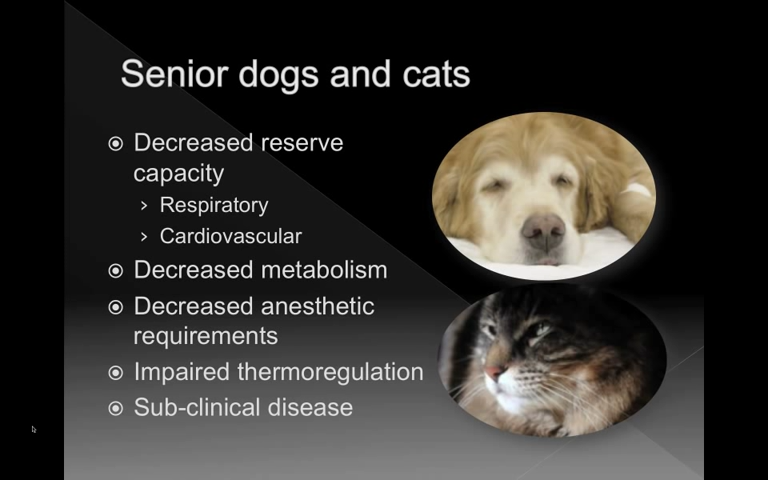 Senior dogs and cats
Decreased reserve
capacity
Respiratory
Cardiovascular
Decreased metabolism
Decreased anesthetic
requirements
Impaired thermoregulation
Sub-clinical disease